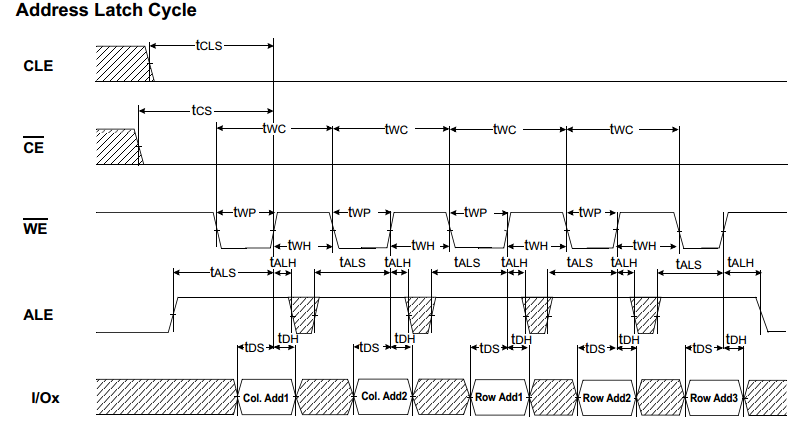 Address Latch Cycle
tCLS
CLE
tCS
tWC tWC tWC tWC
CE
tWP tWP tWP tWP
WE
tWH tWH tWH tWH
tALS tALH tALS tALH tALS tALH tALS tALH tALS tALH
ALE
tDS tDH tDS tDH tDS tDH tDS tDH tDS tDH
I/Ox Col. Add1 Col. Add2 Row Add1 Row Add2 Row Add3